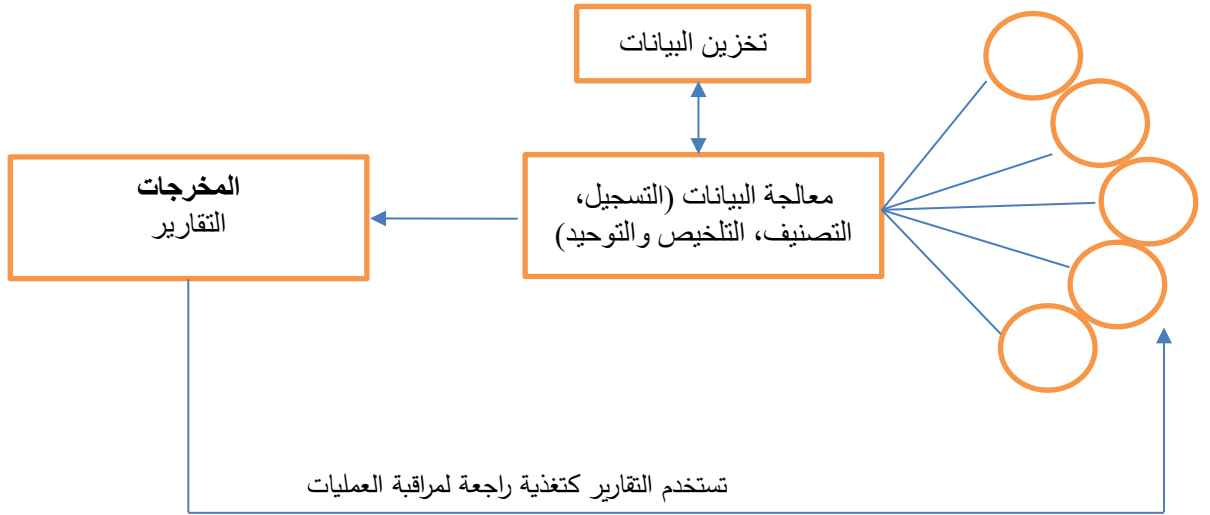 تخزين البيانات
معالجة البيانات (التسجيل،
التصنيف، التلخيص والتوحيد)
المخرجات
التقارير
تستخدم التقارير كتغذية راجعة لمراقبة العمليات